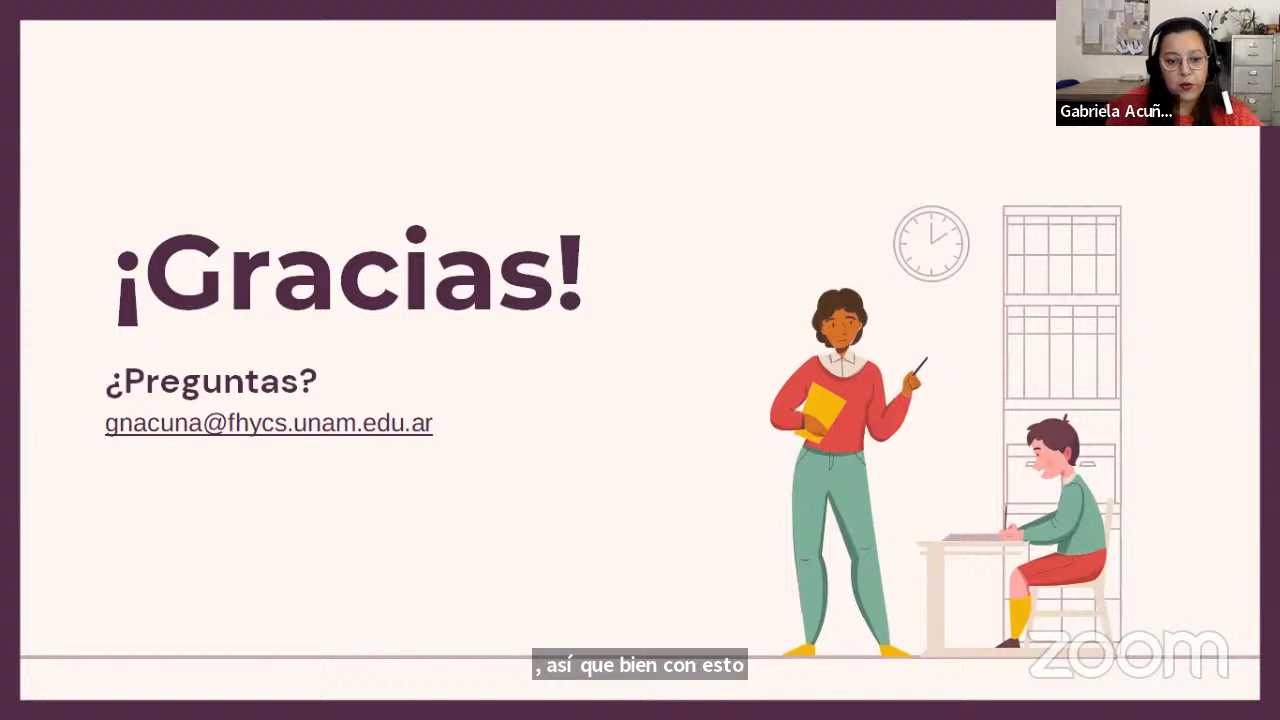 Gabriela Acuñ...
¡Gracias!
¿Preguntas?
gnacuna@fhycs.unam.edu.ar
, así que bien con esto
zoom